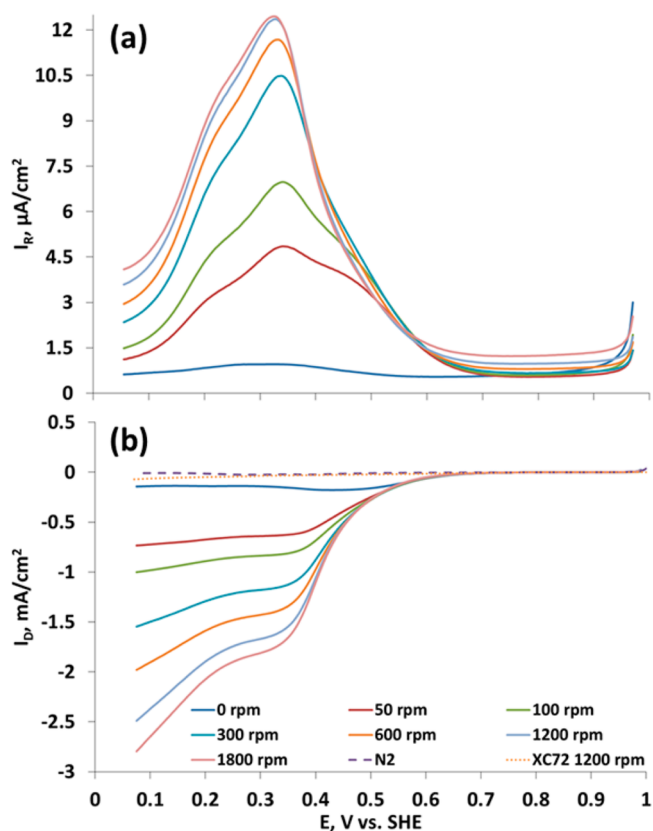 (a)
12
10.5
9
7.5
6
4.5
3
1.5
0
I_R, µA/cm²
(b)
0.5
0
-0.5
-1
-1.5
-2
-2.5
-3
I_D, mA/cm²
0 rpm 50 rpm 100 rpm
300 rpm 600 rpm 1200 rpm
1800 rpm N2 XC72 1200 rpm
0 0.1 0.2 0.3 0.4 0.5 0.6 0.7 0.8 0.9 1
E, V vs. SHE